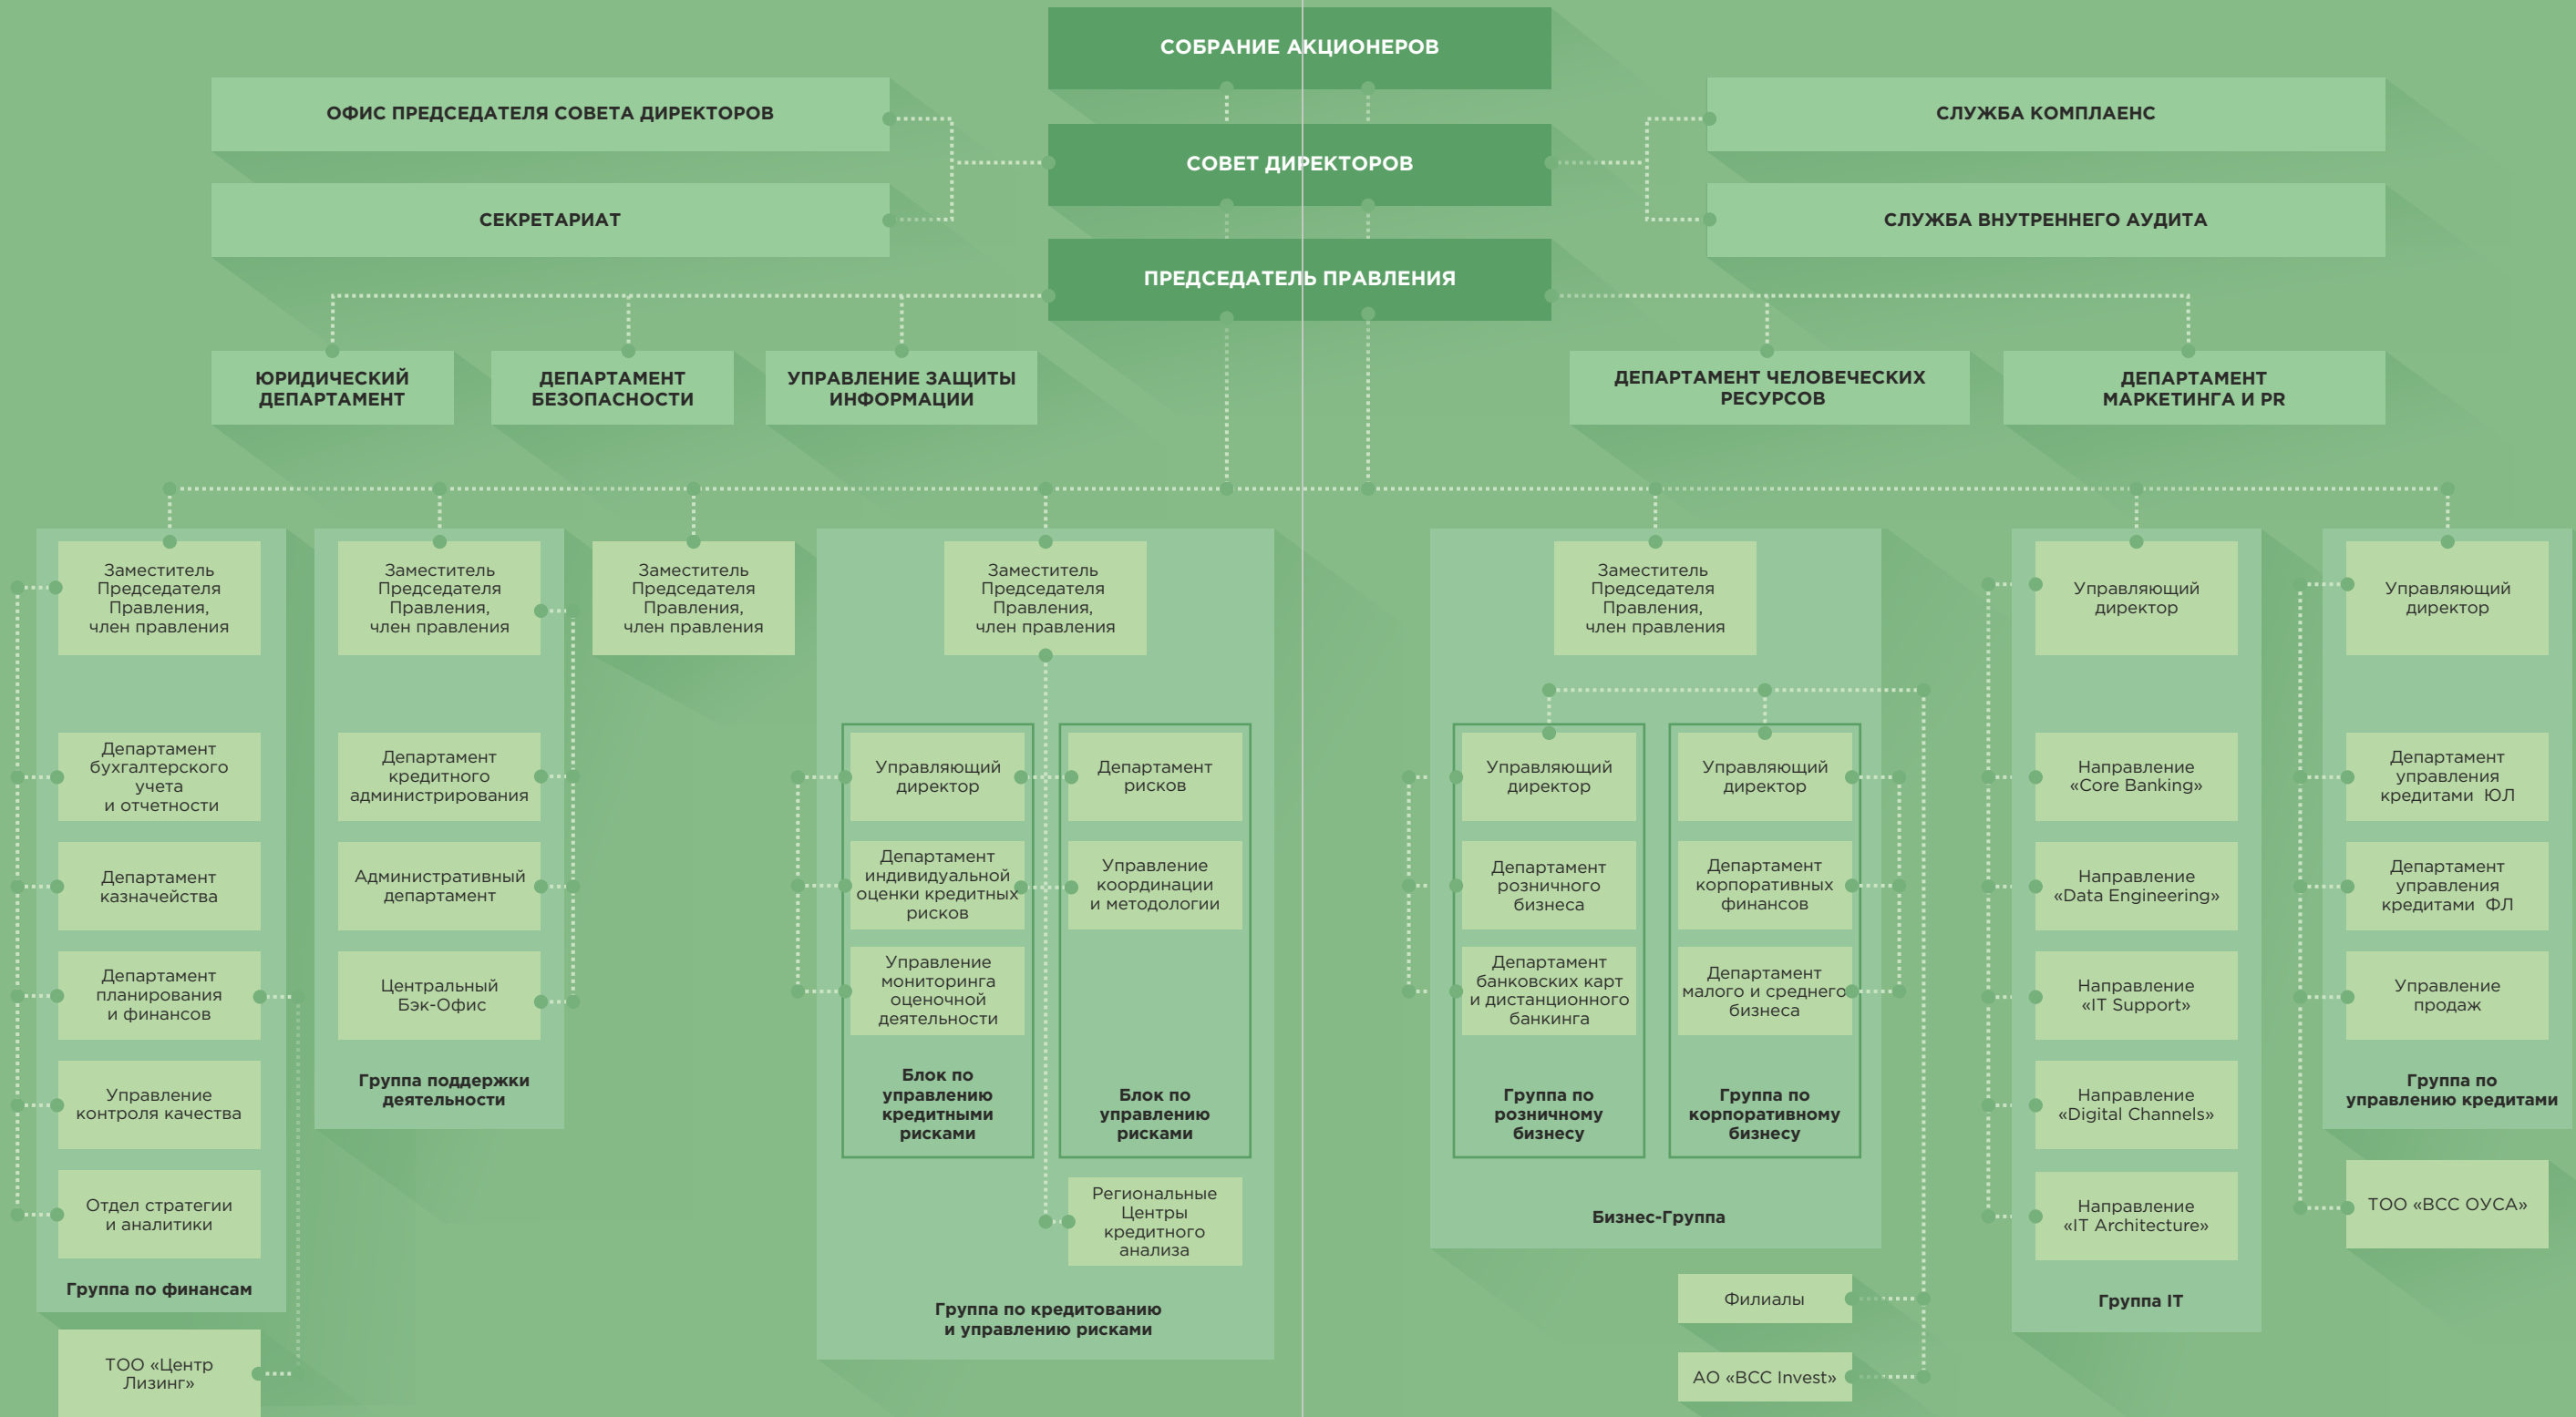 СОБРАНИЕ АКЦИОНЕРОВ
ОФИС ПРЕДСЕДАТЕЛЯ СОВЕТА ДИРЕКТОРОВ
СЛУЖБА КОМПЛАЕНС
СОВЕТ ДИРЕКТОРОВ
СЕКРЕТАРИАТ
СЛУЖБА ВНУТРЕННЕГО АУДИТА
ПРЕДСЕДАТЕЛЬ ПРАВЛЕНИЯ
ЮРИДИЧЕСКИЙ
ДЕПАРТАМЕНТ
ДЕПАРТАМЕНТ
БЕЗОПАСНОСТИ
УПРАВЛЕНИЕ ЗАЩИТЫ
ИНФОРМАЦИИ
ДЕПАРТАМЕНТ ЧЕЛОВЕЧЕСКИХ
РЕСУРСОВ
ДЕПАРТАМЕНТ
МАРКЕТИНГА И PR
Заместитель
Председателя
Правления,
член правления
Департамент
бухгалтерского
учета
и отчетности
Департамент
казначейства
Департамент
планирования
и финансов
Управление
контроля качества
Отдел стратегии
и аналитики
Группа по финансам
ТОО «Центр
Лизинг»
Заместитель
Председателя
Правления,
член правления
Департамент
кредитного
администрирования
Административный
департамент
Центральный
Бэк-Офис
Группа поддержки
деятельности
Заместитель
Председателя
Правления,
член правления
Заместитель
Председателя
Правления,
член правления
Управляющий
директор
Департамент
индивидуальной
оценки кредитных
рисков
Управление
мониторинга
оценочной
деятельности
Блок по
управлению
кредитными
рисками
Департамент
рисков
Управление
координации
и методологии
Блок по
управлению
рисками
Региональные
Центры
кредитного
анализа
Группа по кредитованию
и управлению рисками
Заместитель
Председателя
Правления,
член правления
Управляющий
директор
Департамент
розничного
бизнеса
Департамент
банковских карт
и дистанционного
банкинга
Группа по
розничному
бизнесу
Управляющий
директор
Департамент
корпоративных
финансов
Департамент
малого и среднего
бизнеса
Группа по
корпоративному
бизнесу
Бизнес-Группа
Филиалы
АО «BCC Invest»
Управляющий
директор
Направление
«Core Banking»
Направление
«Data Engineering»
Направление
«IT Support»
Направление
«Digital Channels»
Направление
«IT Architecture»
Группа IT
Управляющий
директор
Департамент
управления
кредитами ЮЛ
Департамент
управления
кредитами ФЛ
Управление
продаж
Группа по
управлению кредитами
ТОО «ВСС ОУСА»